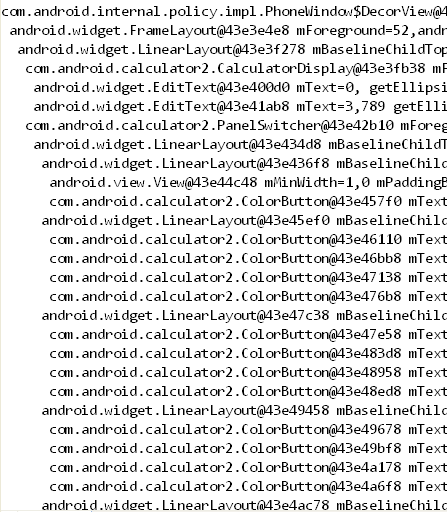 com.android.internal.policy.impl.PhoneWindow$DecorView@4
android.widget.FrameLayout@43e3e4e8 mForeground=52,andr
android.widget.LinearLayout@43e3f278 mBaselineChildTop
com.android.calculator2.CalculatorDisplay@43e3fb38 mF
android.widget.EditText@43e400d0 mText=0, getEllipsi
android.widget.EditText@43e41ab8 mText=3,789 getElli
com.android.calculator2.PanelSwitcher@43e42b10 mForeg
android.widget.LinearLayout@43e434d8 mBaselineChildT
android.widget.LinearLayout@43e436f8 mBaselineChild
android.view.View@43e44c48 mMinWidth=1,0 mPaddingB
com.android.calculator2.ColorButton@43e457f0 mText
android.widget.LinearLayout@43e45ef0 mBaselineChild
com.android.calculator2.ColorButton@43e46110 mText
com.android.calculator2.ColorButton@43e46bb8 mText
com.android.calculator2.ColorButton@43e47138 mText
com.android.calculator2.ColorButton@43e476b8 mText
android.widget.LinearLayout@43e47c38 mBaselineChild
com.android.calculator2.ColorButton@43e47e58 mText
com.android.calculator2.ColorButton@43e483d8 mText
com.android.calculator2.ColorButton@43e48958 mText
com.android.calculator2.ColorButton@43e48ed8 mText
android.widget.LinearLayout@43e49458 mBaselineChild
com.android.calculator2.ColorButton@43e49678 mText
com.android.calculator2.ColorButton@43e49bf8 mText
com.android.calculator2.ColorButton@43e4a178 mText
com.android.calculator2.ColorButton@43e4a6f8 mText
android.widget.LinearLayout@43e4ac78 mBaselineChild